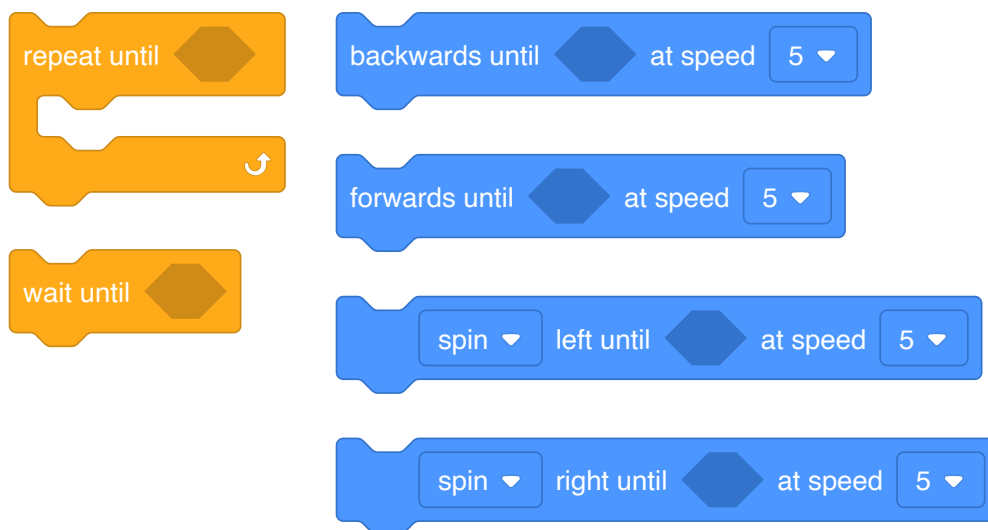 repeat until
wait until
backwards until at speed 5
forwards until at speed 5
spin left until at speed 5
spin right until at speed 5